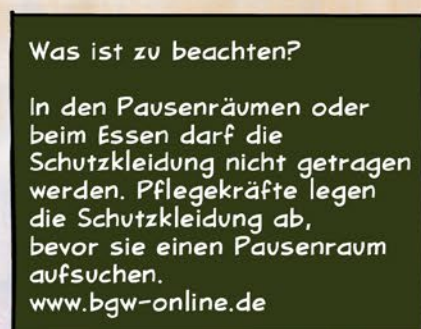 Was ist zu beachten?
In den Pausenräumen oder
beim Essen darf die
Schutzkleidung nicht getragen
werden. Pflegekräfte legen
die Schutzkleidung ab,
bevor sie einen Pausenraum
aufsuchen.
www.bgw-online.de